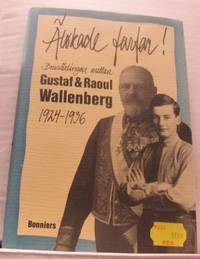 Älskade farfar!
Brevväxlingen mellan
Gustaf & Raoul
Wallenberg
1924-1936
Bonniers